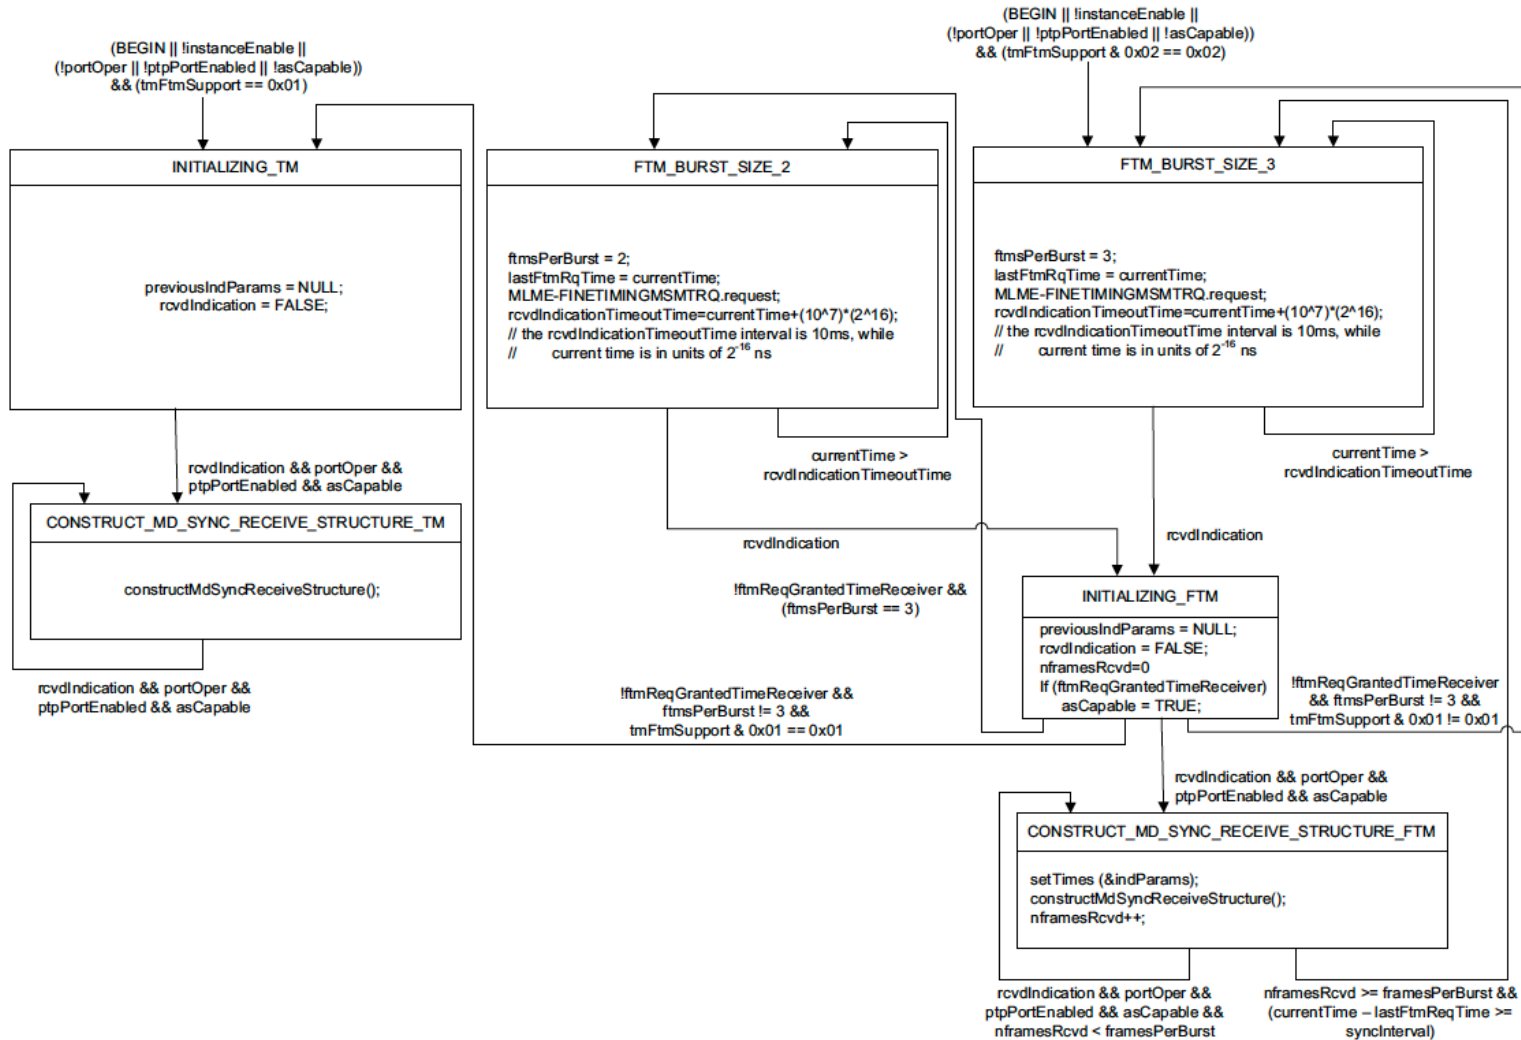 (BEGIN || !instanceEnable ||
(!portOper || !ptpPortEnabled || !asCapable))
&& (tmFtmSupport == 0x01)
(BEGIN || !instanceEnable ||
(!portOper || !ptpPortEnabled || !asCapable))
&& (tmFtmSupport & 0x02 == 0x02)
INITIALIZING_TM
previousIndParams = NULL;
rcvdIndication = FALSE;
FTM_BURST_SIZE_2
ftmsPerBurst = 2;
lastFtmRqTime = currentTime;
MLME-FINETIMINGMSMTRQ.request;
rcvdIndicationTimeoutTime=currentTime+(10^7)*(2^16);
// the rcvdIndicationTimeoutTime interval is 10ms, while
// current time is in units of 2^-16 ns
FTM_BURST_SIZE_3
ftmsPerBurst = 3;
lastFtmRqTime = currentTime;
MLME-FINETIMINGMSMTRQ.request;
rcvdIndicationTimeoutTime=currentTime+(10^7)*(2^16);
// the rcvdIndicationTimeoutTime interval is 10ms, while
// current time is in units of 2^-16 ns
rcvdIndication && portOper &&
ptpPortEnabled && asCapable
currentTime >
rcvdIndicationTimeoutTime
currentTime >
rcvdIndicationTimeoutTime
CONSTRUCT_MD_SYNC_RECEIVE_STRUCTURE_TM
constructMdSyncReceiveStructure();
rcvdIndication && portOper &&
ptpPortEnabled && asCapable
rcvdIndication
rcvdIndication
!ftmReqGrantedTimeReceiver &&
(ftmsPerBurst == 3)
INITIALIZING_FTM
previousIndParams = NULL;
rcvdIndication = FALSE;
nframesRcvd=0
If (ftmReqGrantedTimeReceiver)
asCapable = TRUE;
!ftmReqGrantedTimeReceiver &&
ftmsPerBurst != 3 &&
tmFtmSupport & 0x01 == 0x01
!ftmReqGrantedTimeReceiver
&& ftmsPerBurst != 3 &&
tmFtmSupport & 0x01 != 0x01
rcvdIndication && portOper &&
ptpPortEnabled && asCapable
CONSTRUCT_MD_SYNC_RECEIVE_STRUCTURE_FTM
setTimes (&indParams);
constructMdSyncReceiveStructure();
nframesRcvd++;
rcvdIndication && portOper &&
ptpPortEnabled && asCapable &&
nframesRcvd < framesPerBurst
nframesRcvd >= framesPerBurst &&
(currentTime – lastFtmReqTime >=
syncInterval)